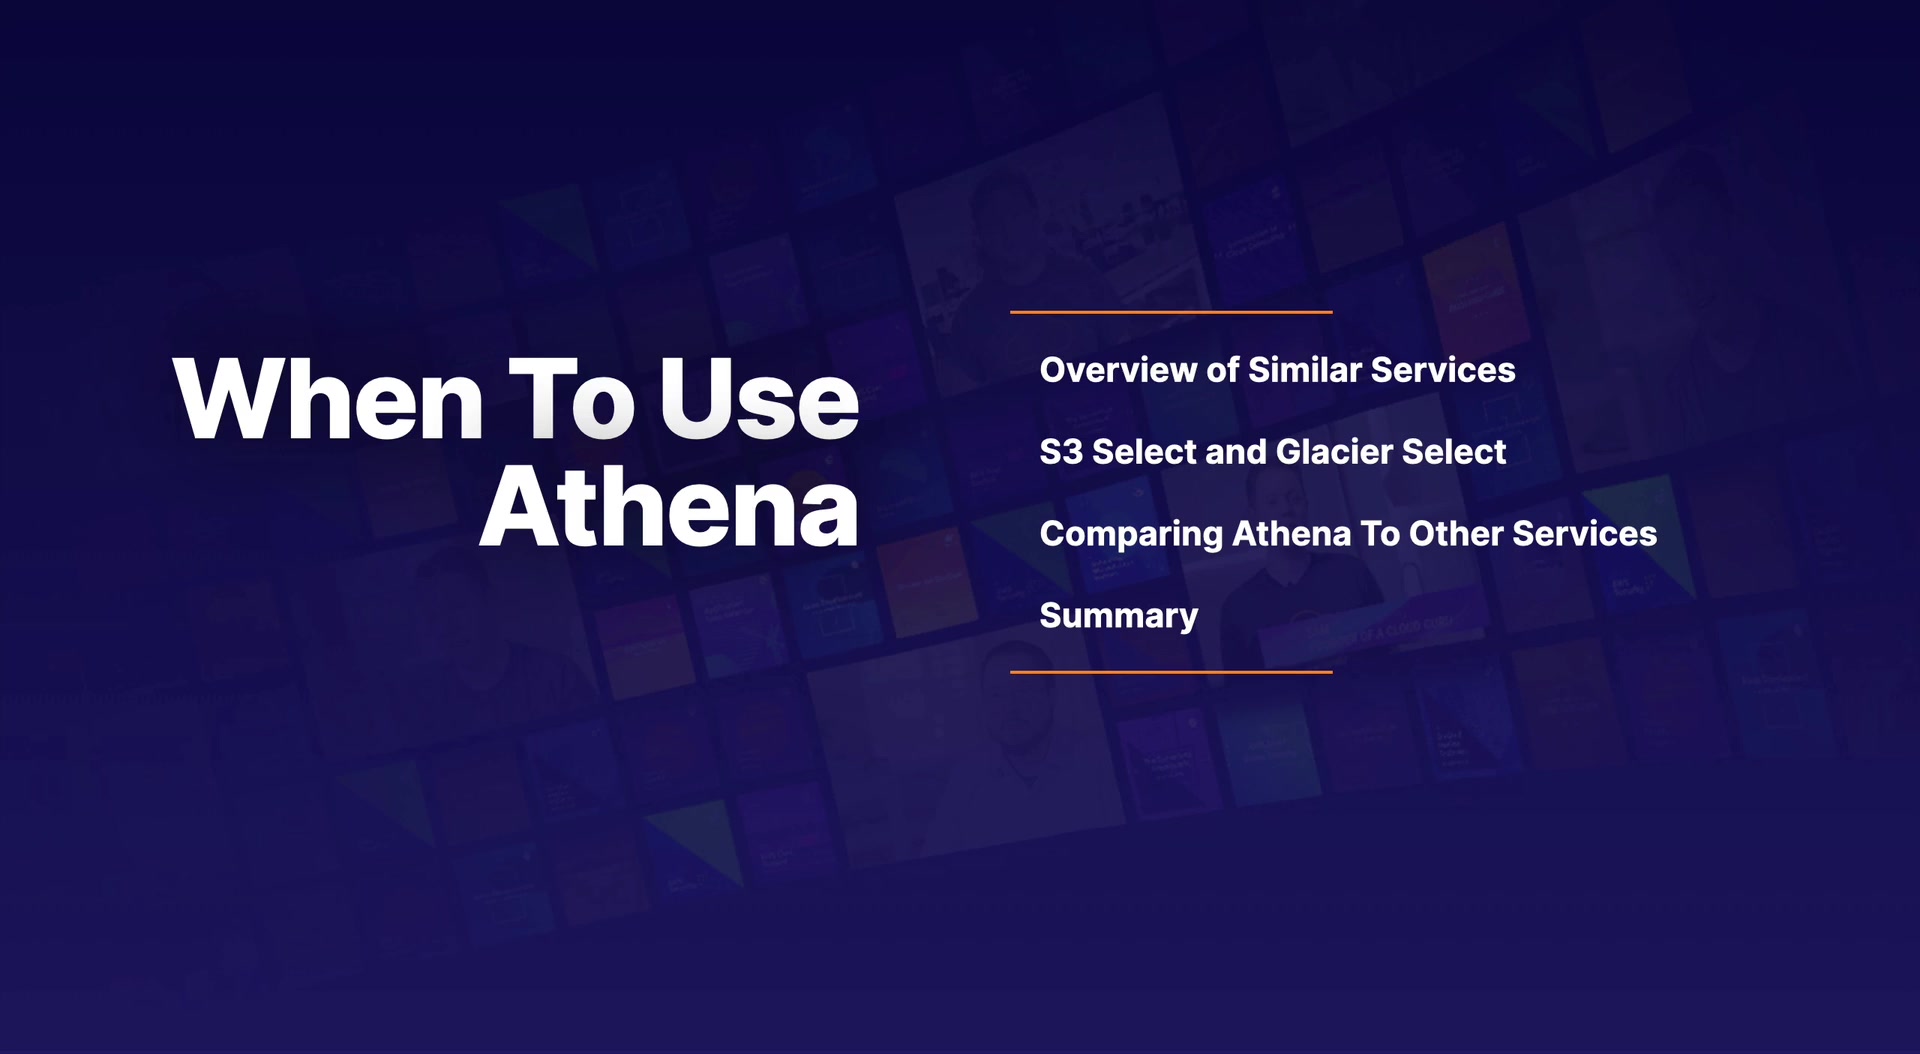 When To Use
Athena
Overview of Similar Services
S3 Select and Glacier Select
Comparing Athena To Other Services
Summary